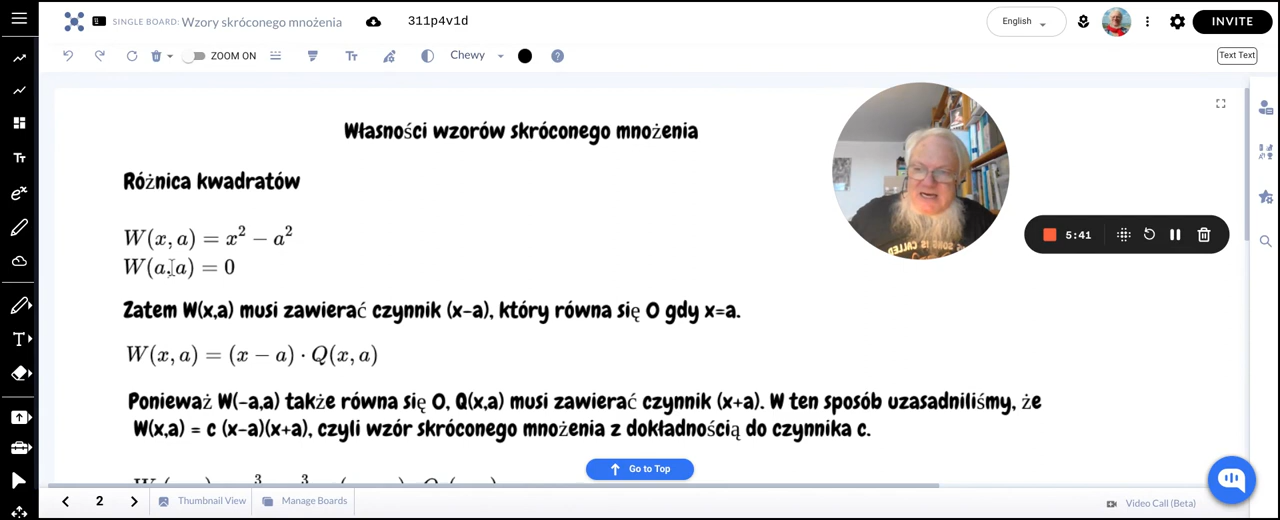 SINGLE BOARD: Wzory skróconego mnożenia
311p4v1d
English
INVITE
ZOOM ON
Tт
Chewy
Text Text
Własności wzorów skróconego mnożenia
Różnica kwadratów
W(x, a) = x² − a²
W(a, a) = 0
5:41
Zatem W(x,a) musi zawierać czynnik (x-a), który równa się 0 gdy x=a.
W(x, a) = (x − a) · Q(x, a)
Ponieważ W(-a,a) także równa się 0, Q(x,a) musi zawierać czynnik (x+a). W ten sposób uzasadniliśmy, że
W(x,a) = c (x-a)(x+a), czyli wzór skróconego mnożenia z dokładnością do czynnika c.
Go to Top
2
Thumbnail View
Manage Boards
Video Call (Beta)